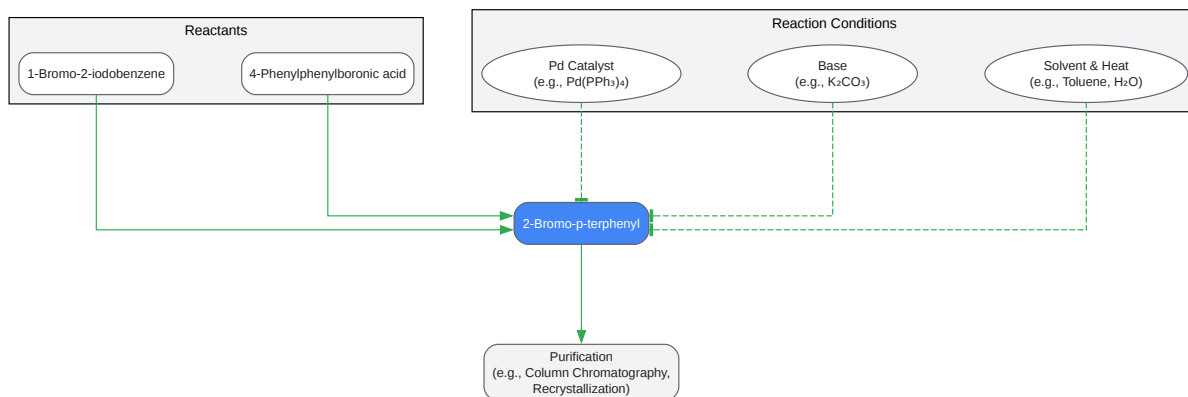 Reactants
1-Bromo-2-iodobenzene
4-Phenylphenylboronic acid
Reaction Conditions
Pd Catalyst
(e.g., Pd(PPh₃)₄)
Base
(e.g., K₂CO₃)
Solvent & Heat
(e.g., Toluene, H₂O)
2-Bromo-p-terphenyl
Purification
(e.g., Column Chromatography,
Recrystallization)